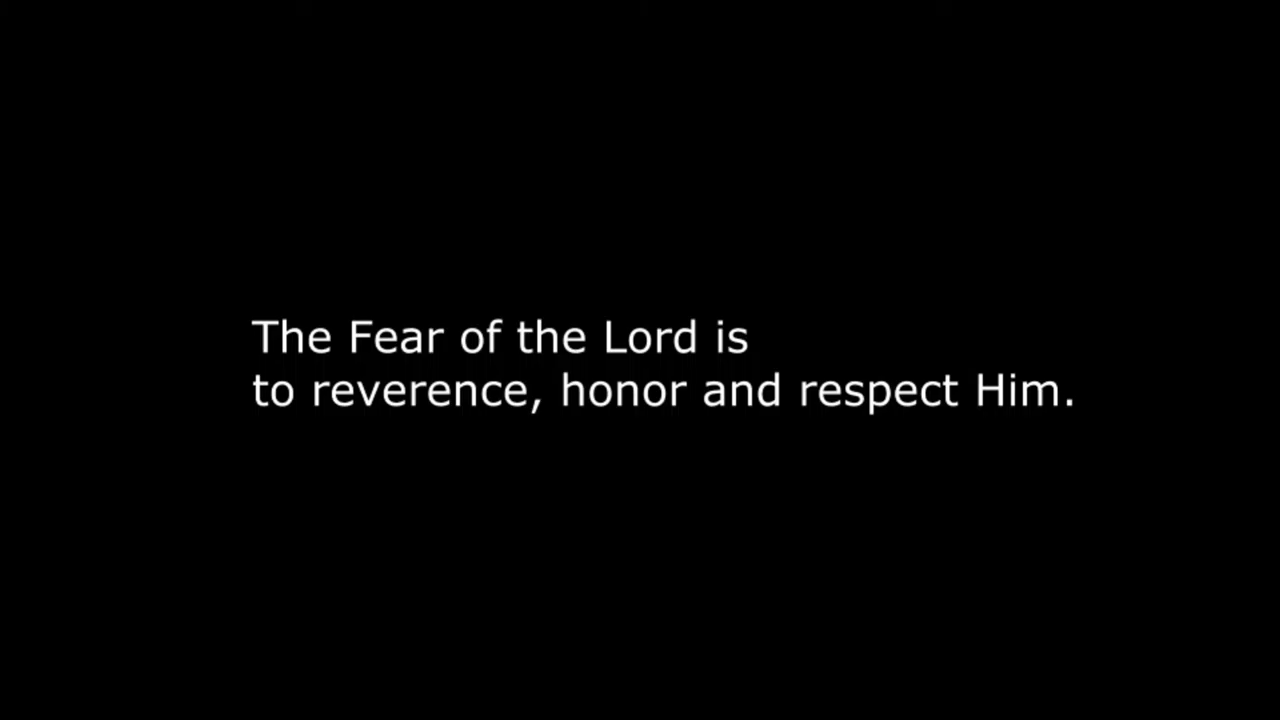 The Fear of the Lord is
to reverence, honor and respect Him.